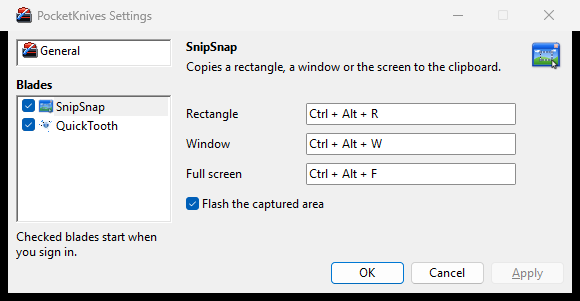 PocketKnives Settings
General
Blades
SnipSnap
QuickTooth
Checked blades start when
you sign in.
SnipSnap
Copies a rectangle, a window or the screen to the clipboard.
Rectangle Ctrl + Alt + R
Window Ctrl + Alt + W
Full screen Ctrl + Alt + F
Flash the captured area
OK Cancel Apply